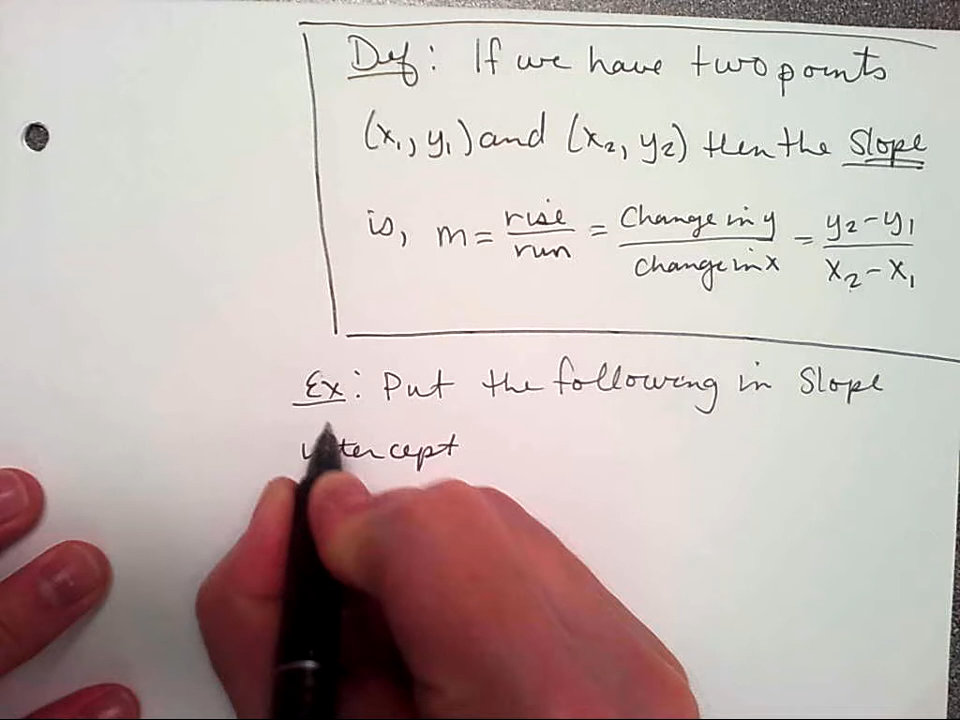 Def: If we have two points
(x₁, y₁) and (x₂, y₂) then the Slope
is, m = rise/run = Change in y/change in x = y₂-y₁/x₂-x₁
Ex: Put the following in Slope
intercept